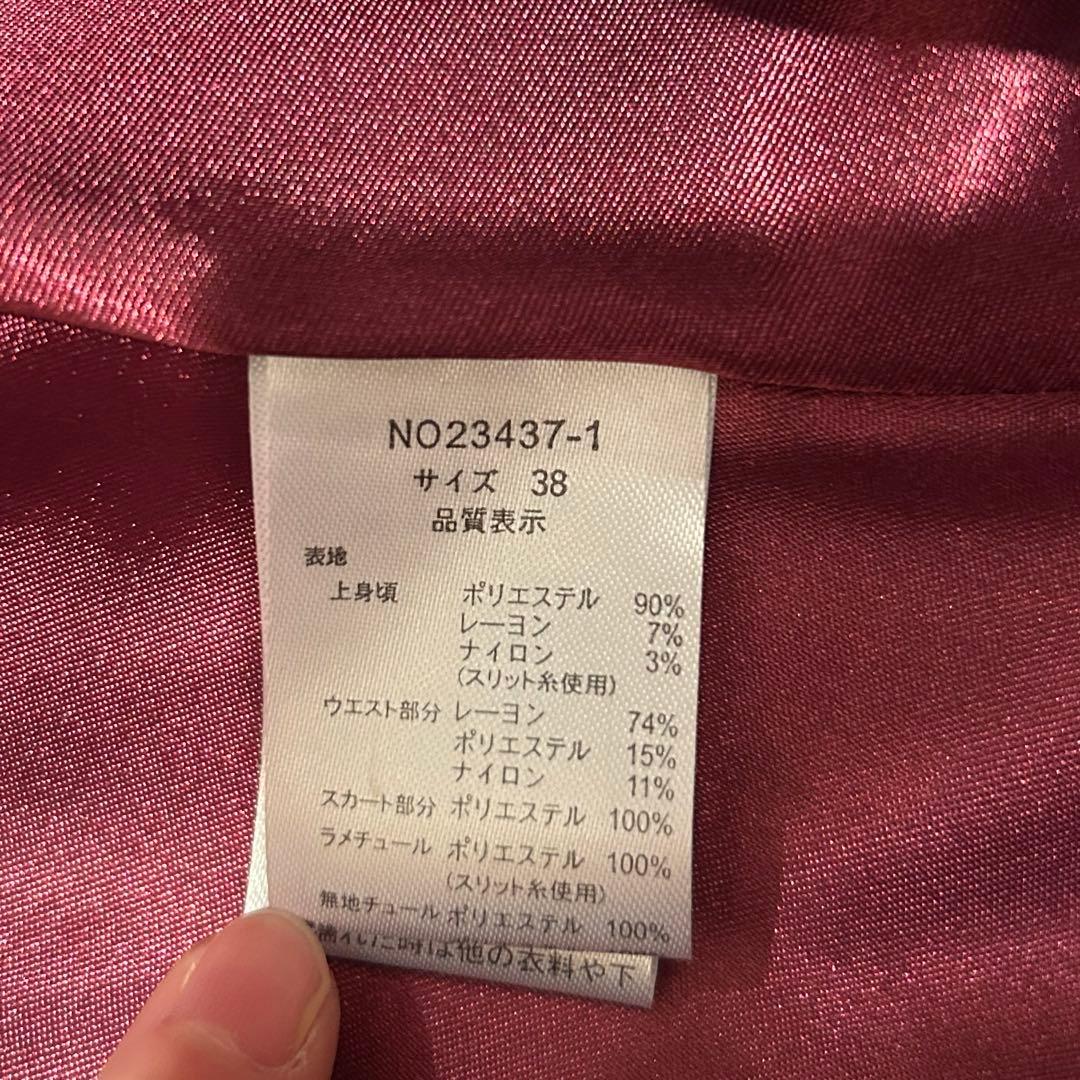 NO23437-1
サイズ 38
品質表示
表地
上身頃 ポリエステル 90%
レーヨン 7%
ナイロン 3%
(スリット糸使用)
ウエスト部分 レーヨン 74%
ポリエステル 15%
ナイロン 11%
スカート部分 ポリエステル 100%
ラメチュール ポリエステル 100%
(スリット糸使用)
無地チュール ポリエステル 100%
時は他の衣料や下